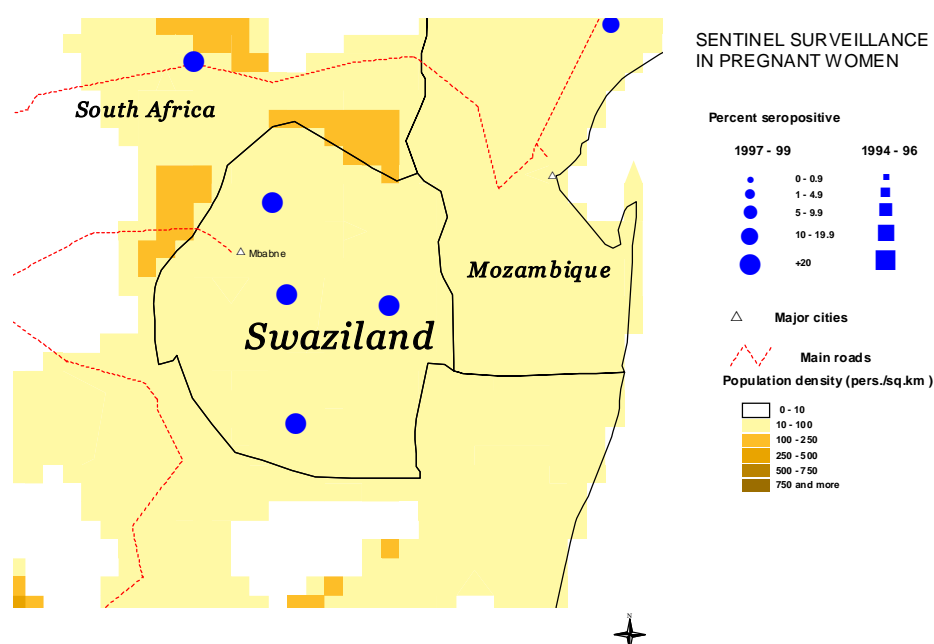 SENTINEL SURVEILLANCE
IN PREGNANT WOMEN
South Africa
Mbabne
Mozambique
Swaziland
Percent seropositive
1997 - 99 1994 - 96
0 - 0.9
1 - 4.9
5 - 9.9
10 - 19.9
+20
Major cities
Main roads
Population density (pers./sq.km )
0 - 10
10 - 100
100 - 250
250 - 500
500 - 750
750 and more
N